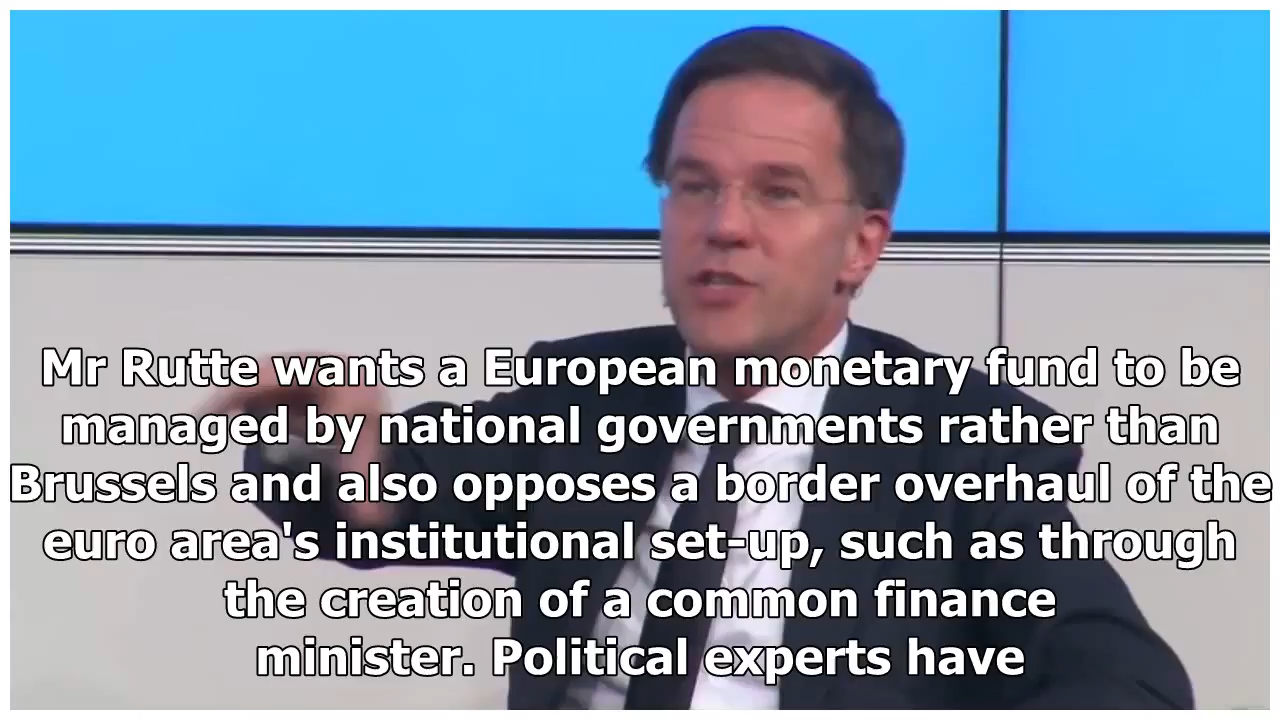 Mr Rutte wants a European monetary fund to be
managed by national governments rather than
Brussels and also opposes a border overhaul of the
euro area's institutional set-up, such as through
the creation of a common finance
minister. Political experts have